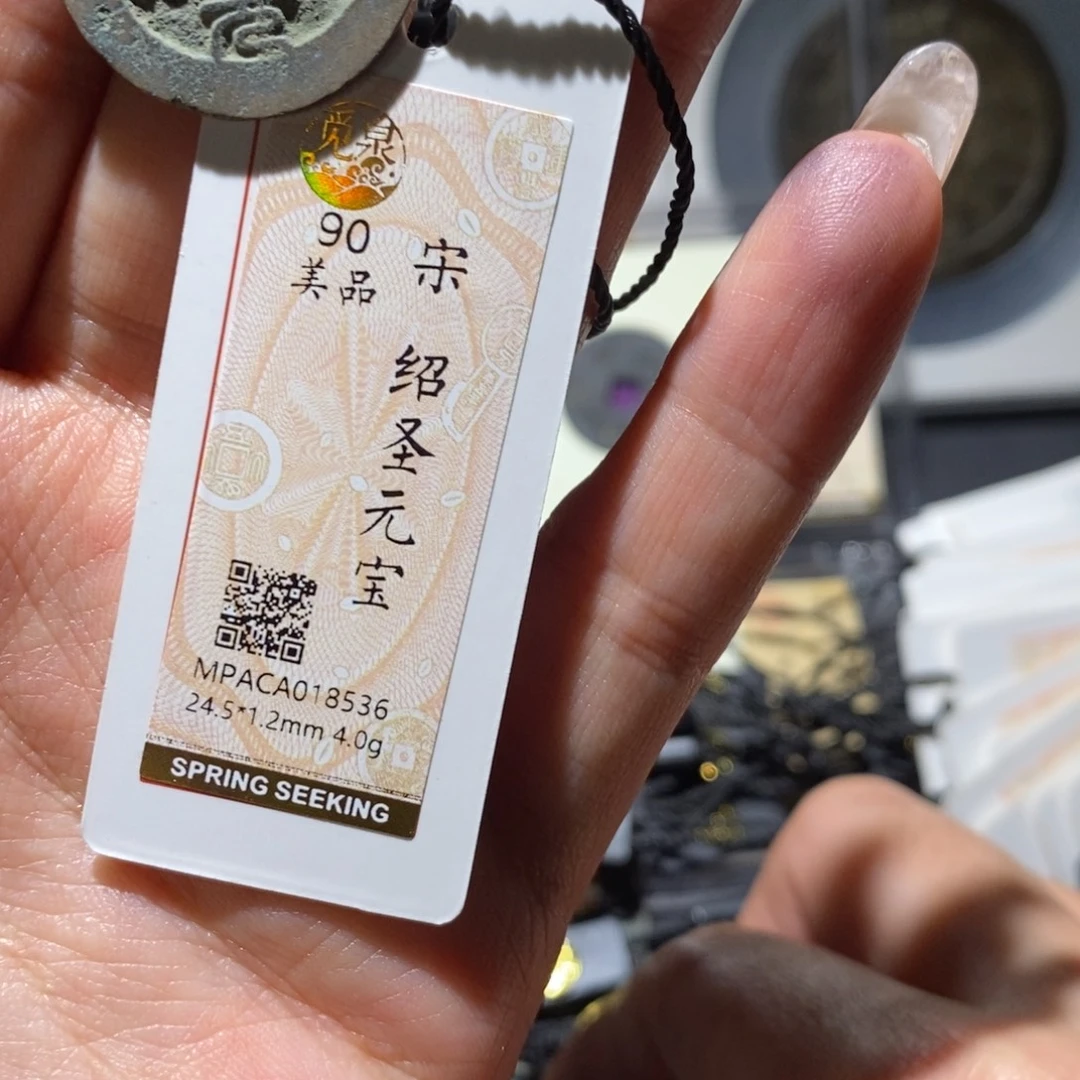 觅泉
90
美品
宋
绍圣元宝
MPACA018536
24.5*1.2mm 4.0g
SPRING SEEKING